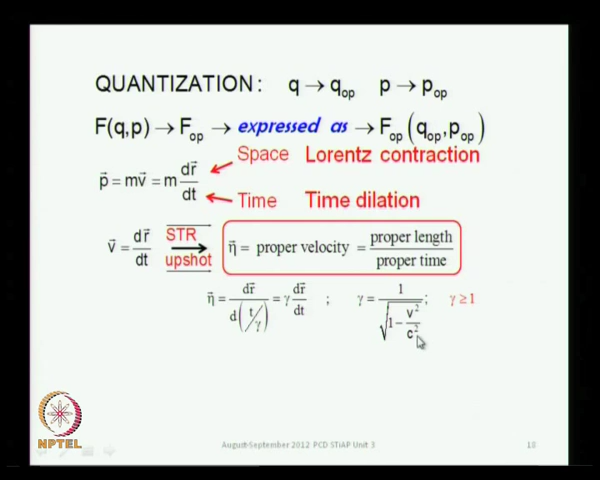 QUANTIZATION: q → q_op p → p_op
F(q,p) → F_op → expressed as → F_op (q_op, p_op)
p⃗ = mv⃗ = m dr⃗/dt
Space Lorentz contraction
Time Time dilation
v⃗ = dr⃗/dt STR upshot
η⃗ = proper velocity = proper length / proper time
η⃗ = dr⃗/d(t/γ) = γ dr⃗/dt ; γ = 1/√(1 − v²/c²); γ ≥ 1
NPTEL
August-September 2012 PCD STiAP Unit 3
18